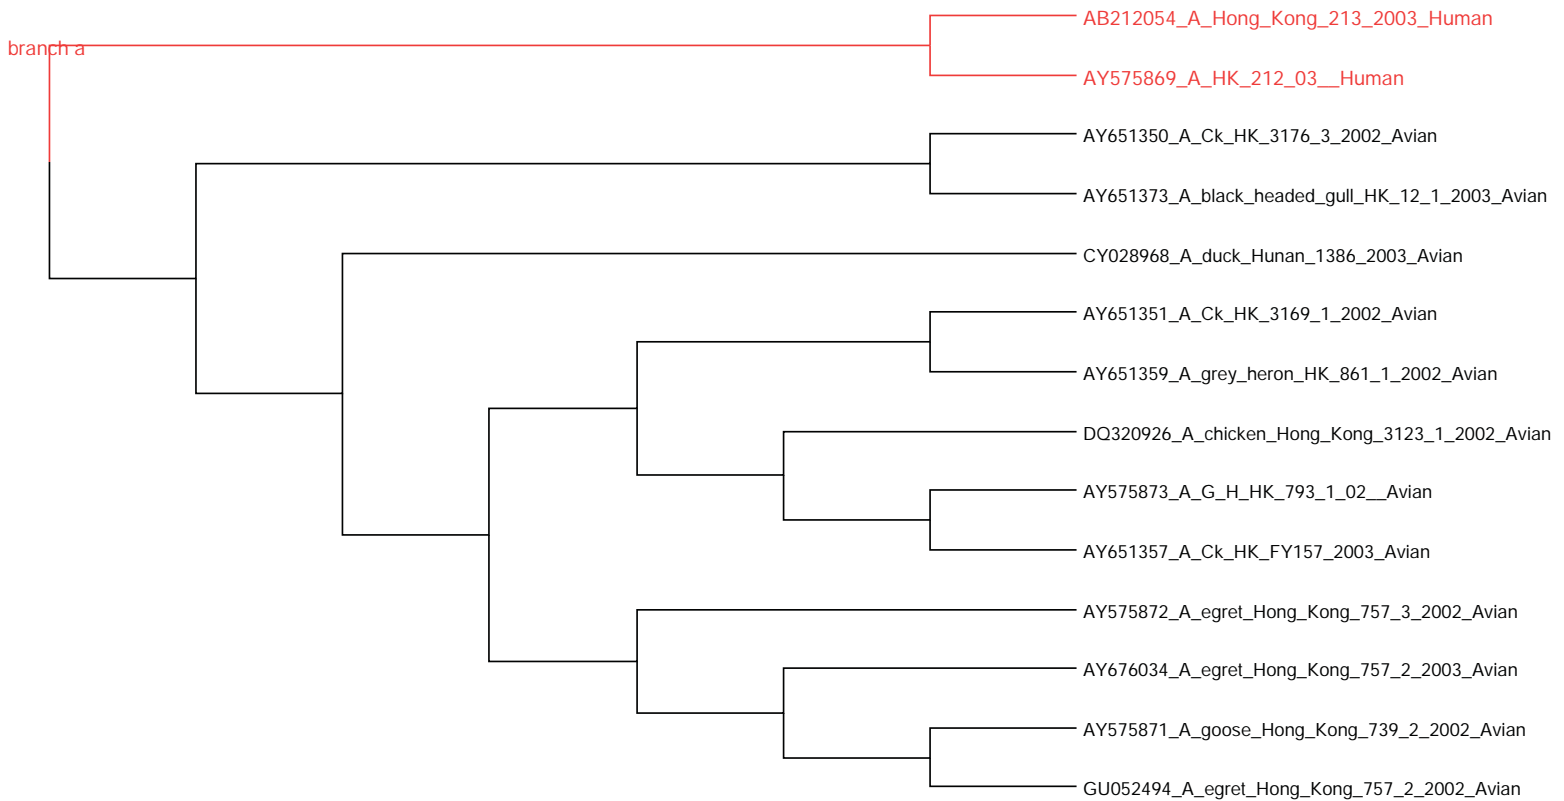 AB212054_A_Hong_Kong_213_2003_Human
branch a
AY575869_A_HK_212_03__Human
AY651350_A_Ck_HK_3176_3_2002_Avian
AY651373_A_black_headed_gull_HK_12_1_2003_Avian
CY028968_A_duck_Hunan_1386_2003_Avian
AY651351_A_Ck_HK_3169_1_2002_Avian
AY651359_A_grey_heron_HK_861_1_2002_Avian
DQ320926_A_chicken_Hong_Kong_3123_1_2002_Avian
AY575873_A_G_H_HK_793_1_02__Avian
AY651357_A_Ck_HK_FY157_2003_Avian
AY575872_A_egret_Hong_Kong_757_3_2002_Avian
AY676034_A_egret_Hong_Kong_757_2_2003_Avian
AY575871_A_goose_Hong_Kong_739_2_2002_Avian
GU052494_A_egret_Hong_Kong_757_2_2002_Avian